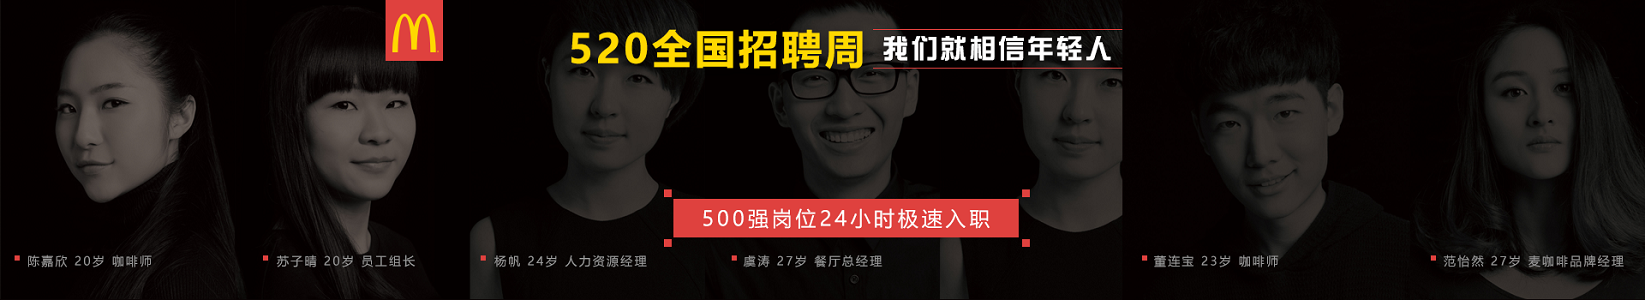 520全国招聘周
我们就相信年轻人
500强岗位24小时极速入职
陈嘉欣 20岁 咖啡师
苏子晴 20岁 员工组长
杨帆 24岁 人力资源经理
虞涛 27岁 餐厅总经理
董连宝 23岁 咖啡师
范怡然 27岁 麦咖啡品牌经理